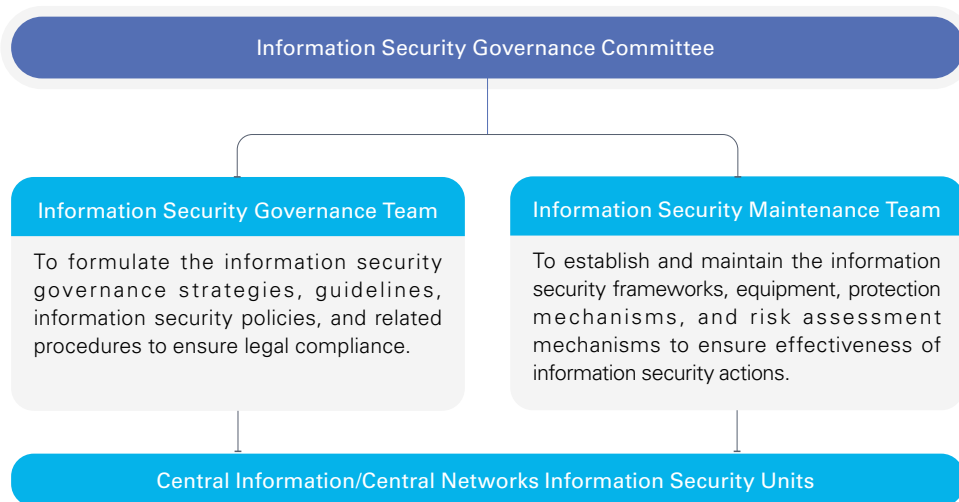 Information Security Governance Committee
Information Security Governance Team
To formulate the information security
governance strategies, guidelines,
information security policies, and related
procedures to ensure legal compliance.
Information Security Maintenance Team
To establish and maintain the information
security frameworks, equipment, protection
mechanisms, and risk assessment
mechanisms to ensure effectiveness of
information security actions.
Central Information/Central Networks Information Security Units